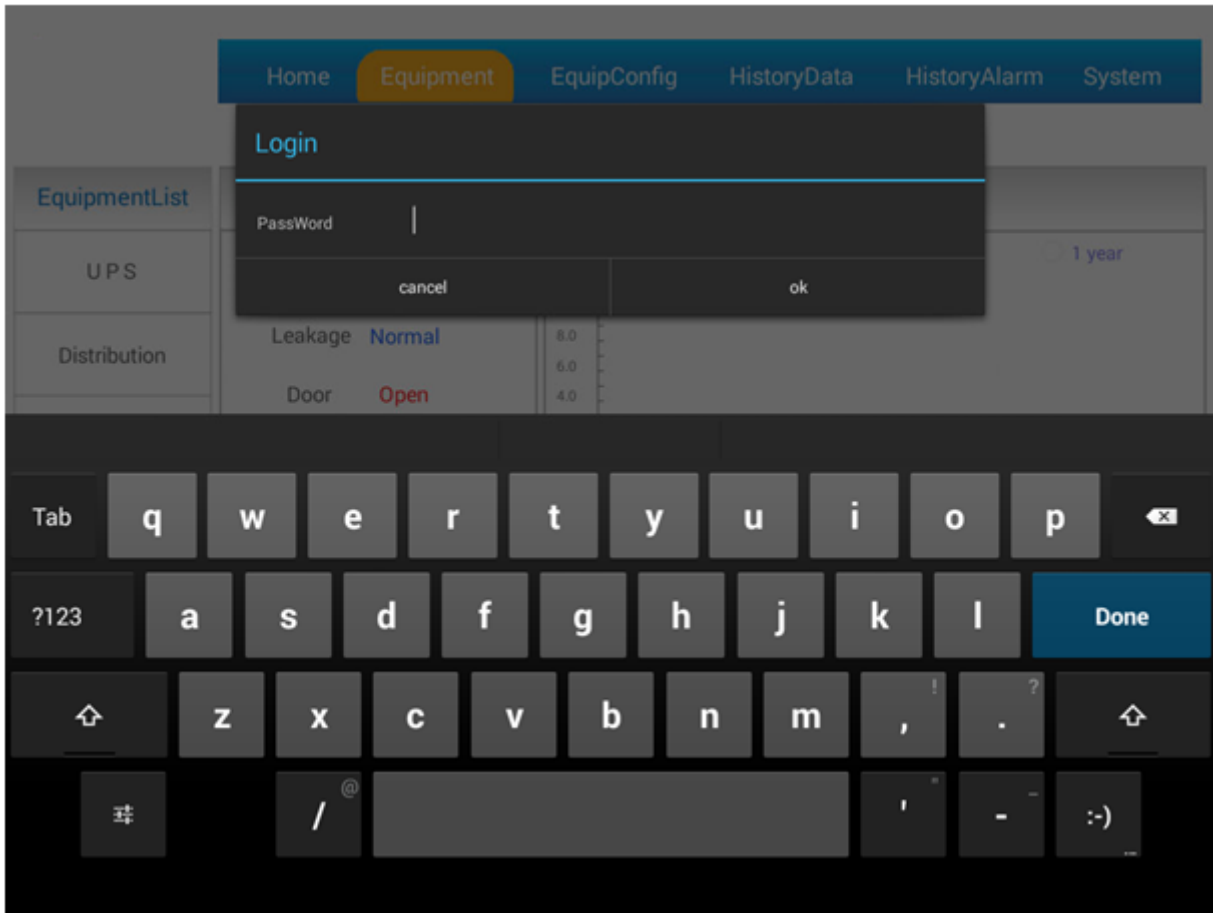 Home Equipment EquipConfig HistoryData HistoryAlarm System
Login
EquipmentList
PassWord
UPS
1 year
cancel ok
Leakage Normal
8.0
Distribution
6.0
Door Open
4.0
Tab q w e r t y u i o p
?123 a s d f g h j k l Done
z x c v b n m , ! . ?
/ @ ' " - _ :-) ...